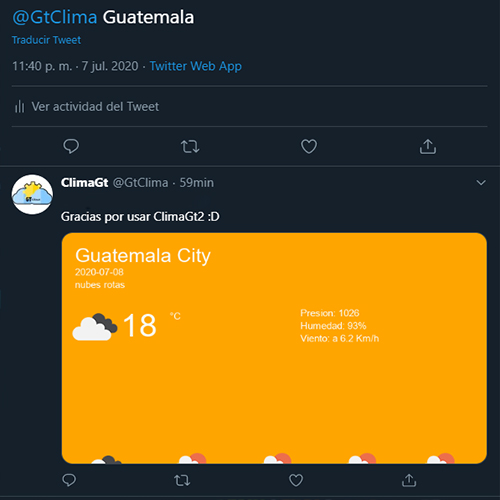 @GtClima Guatemala
Traducir Tweet
11:40 p. m. · 7 jul. 2020 · Twitter Web App
Ver actividad del Tweet
ClimaGt @GtClima · 59min
Gracias por usar ClimaGt2 :D
Guatemala City
2020-07-08
nubes rotas
18 °C
Presion: 1026
Humedad: 93%
Viento: a 6.2 Km/h